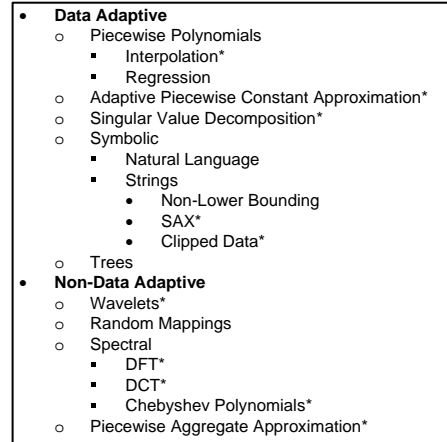 • Data Adaptive
o Piecewise Polynomials
▪ Interpolation*
▪ Regression
o Adaptive Piecewise Constant Approximation*
o Singular Value Decomposition*
o Symbolic
▪ Natural Language
▪ Strings
• Non-Lower Bounding
• SAX*
• Clipped Data*
o Trees
• Non-Data Adaptive
o Wavelets*
o Random Mappings
o Spectral
▪ DFT*
▪ DCT*
▪ Chebyshev Polynomials*
o Piecewise Aggregate Approximation*